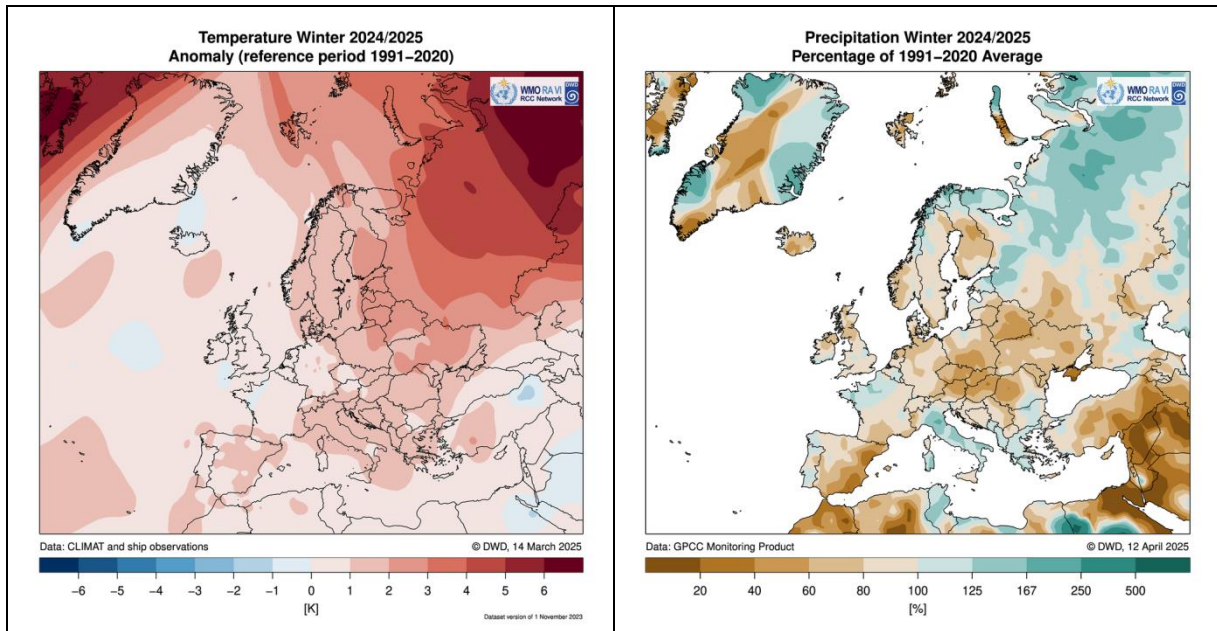 Temperature Winter 2024/2025
Anomaly (reference period 1991−2020)
WMO RA VI
RCC Network
DWD
Data: CLIMAT and ship observations
© DWD, 14 March 2025
−6 −5 −4 −3 −2 −1 0 1 2 3 4 5 6
[K]
Dataset version of 1 November 2023
Precipitation Winter 2024/2025
Percentage of 1991−2020 Average
WMO RA VI
RCC Network
DWD
Data: GPCC Monitoring Product
© DWD, 12 April 2025
20 40 60 80 100 125 167 250 500
[%]